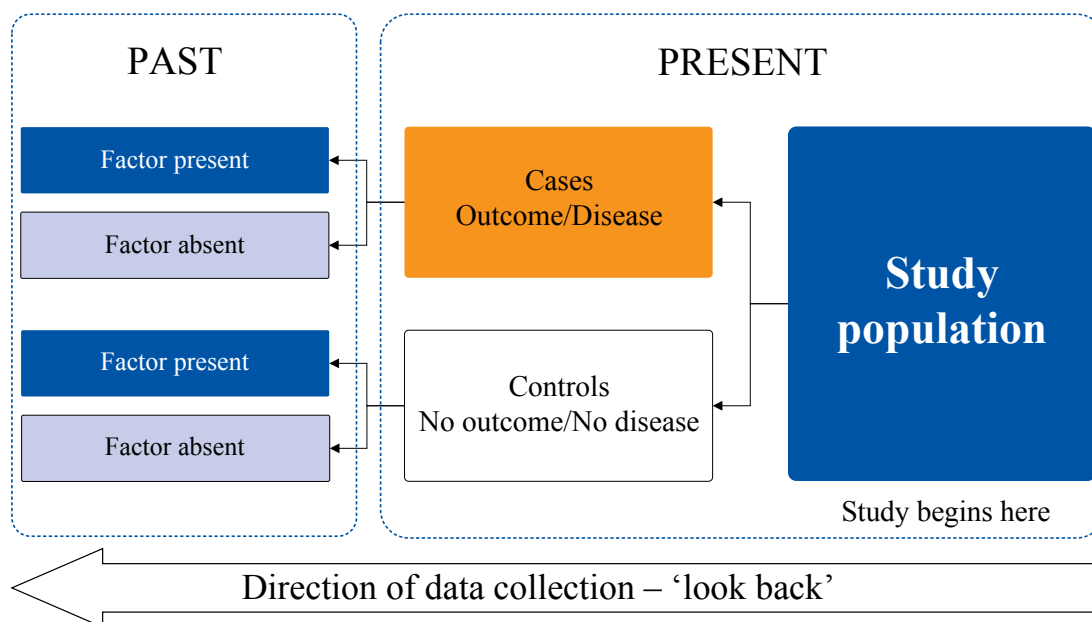 PAST
PRESENT
Factor present
Factor absent
Factor present
Factor absent
Cases
Outcome/Disease
Controls
No outcome/No disease
Study
population
Study begins here
Direction of data collection – ‘look back’